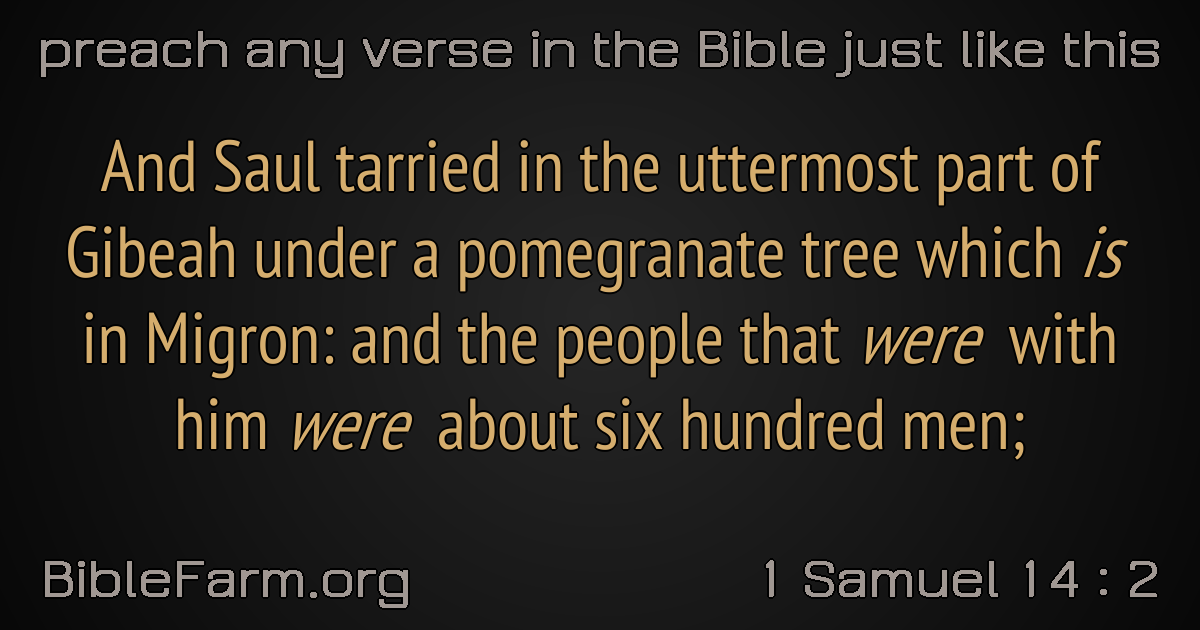 preach any verse in the Bible just like this
And Saul tarried in the uttermost part of
Gibeah under a pomegranate tree which is
in Migron: and the people that were with
him were about six hundred men;
BibleFarm.org
1 Samuel 14 : 2